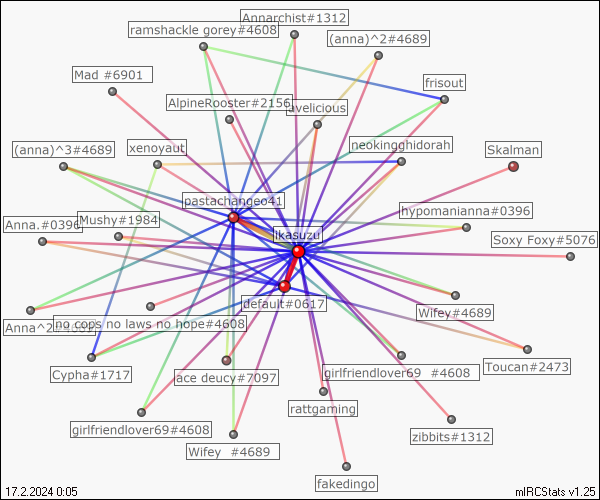 Annarchist#1312
ramshackle gorey#4608
(anna)^2#4689
Mad #6901
frisout
AlpineRooster#2156
avelicious
(anna)^3#4689
xenoyaut
neokingghidorah
Skalman
pastachangeo41
Anna.#0396
Mushy#1984
hypomanianna#0396
ikasuzu
Soxy Foxy#5076
default#0617
Wifey#4689
no cops no laws no hope#4608
Cypha#1717
ace deucy#7097
girlfriendlover69 #4608
Toucan#2473
rattgaming
girlfriendlover69#4608
zibbits#1312
Wifey #4689
fakedingo
17.2.2024 0:05
mIRCStats v1.25